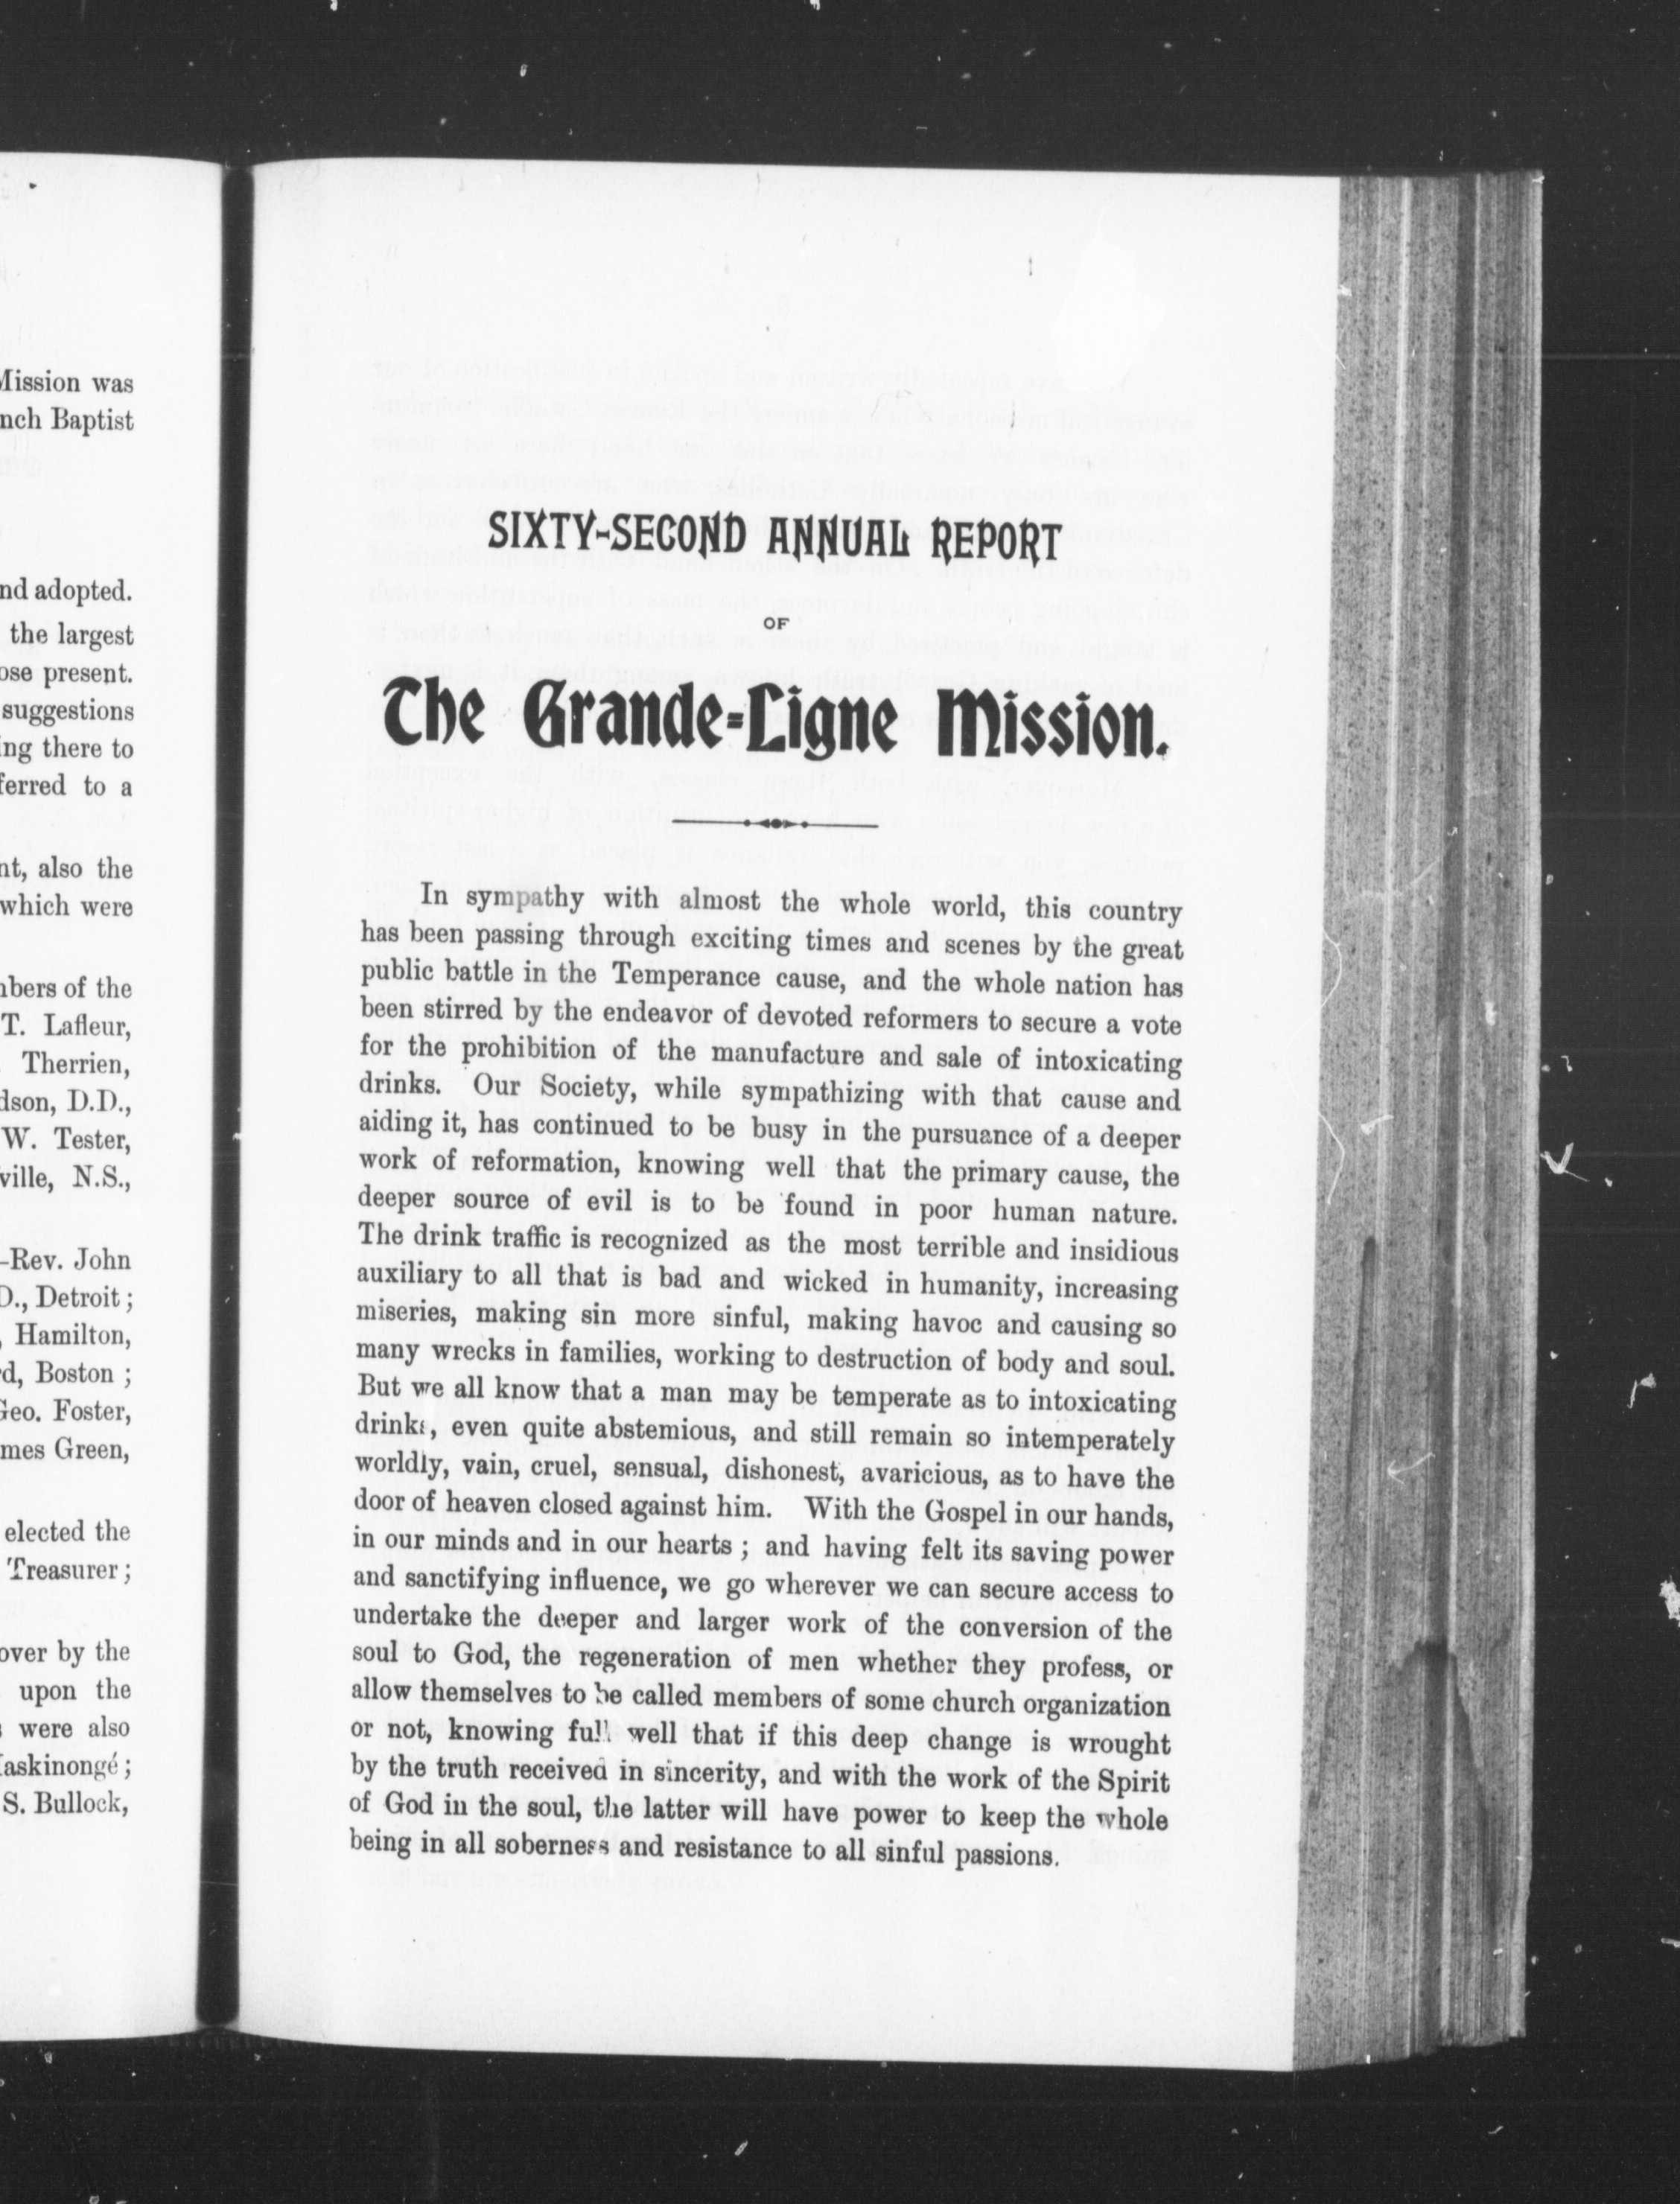 Mission was
Baptist
adopted.
the largest
present.
suggestions
there to
to a
also the
which were
of the
T. Lafleur,
Therrien,
D.D.,
W. Tester,
N.S.,
—Rev. John
Detroit ;
Hamilton,
Boston ;
Geo. Foster,
Green,
elected the
Treasurer ;
over by the
upon the
were also
S. Bullock,
SIXTY-SECOND ANNUAL REPORT
OF
The Grande-Ligne Mission.
In sympathy with almost the whole world, this country
has been passing through exciting times and scenes by the great
public battle in the Temperance cause, and the whole nation has
been stirred by the endeavor of devoted reformers to secure a vote
for the prohibition of the manufacture and sale of intoxicating
drinks. Our Society, while sympathizing with that cause and
aiding it, has continued to be busy in the pursuance of a deeper
work of reformation, knowing well that the primary cause, the
deeper source of evil is to be found in poor human nature.
The drink traffic is recognized as the most terrible and insidious
auxiliary to all that is bad and wicked in humanity, increasing
miseries, making sin more sinful, making havoc and causing so
many wrecks in families, working to destruction of body and soul.
But we all know that a man may be temperate as to intoxicating
drinks, even quite abstemious, and still remain so intemperately
worldly, vain, cruel, sensual, dishonest, avaricious, as to have the
door of heaven closed against him. With the Gospel in our hands,
in our minds and in our hearts ; and having felt its saving power
and sanctifying influence, we go wherever we can secure access to
undertake the deeper and larger work of the conversion of the
soul to God, the regeneration of men whether they profess, or
allow themselves to be called members of some church organization
or not, knowing full well that if this deep change is wrought
by the truth received in sincerity, and with the work of the Spirit
of God in the soul, the latter will have power to keep the whole
being in all soberness and resistance to all sinful passions.